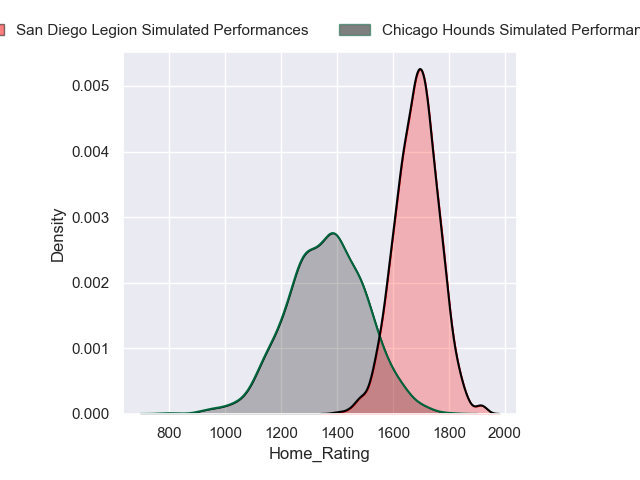 San Diego Legion Simulated Performances
Chicago Hounds Simulated
0.005
0.004
0.003
0.002
0.001
0.000
Density
800 1000 1200 1400 1600 1800 2000
Home_Rating